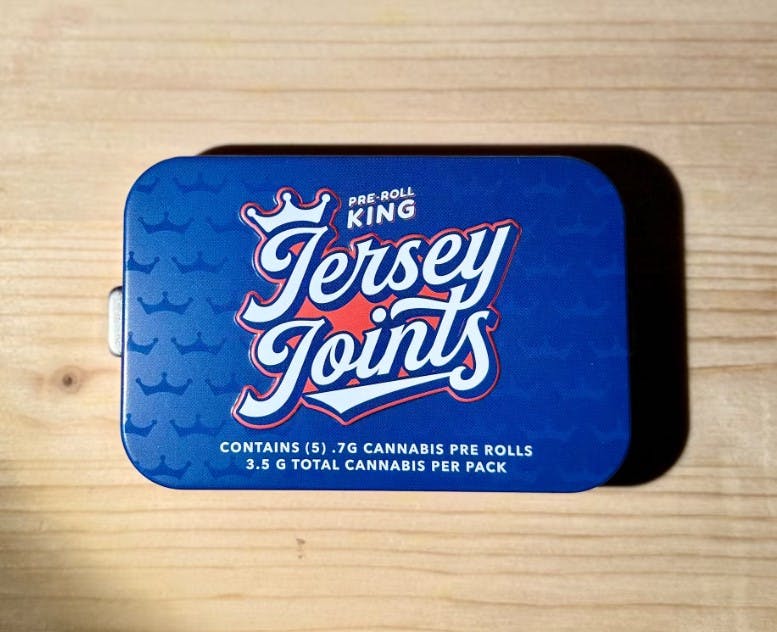 PRE-ROLL
KING
Jersey
Joints
CONTAINS (5) .7G CANNABIS PRE ROLLS
3.5 G TOTAL CANNABIS PER PACK